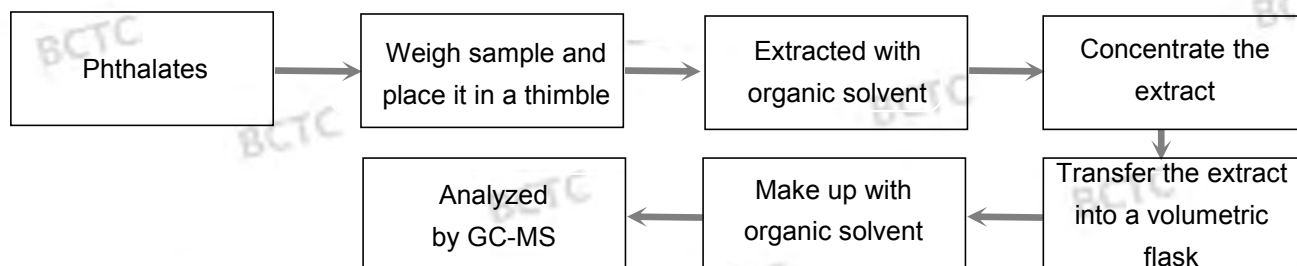 Phthalates
Weigh sample and
place it in a thimble
Extracted with
organic solvent
Concentrate the
extract
Transfer the extract
into a volumetric
flask
Make up with
organic solvent
Analyzed
by GC-MS
BCTC
BCTC
BCTC
BCTC
BCTC
BCTC